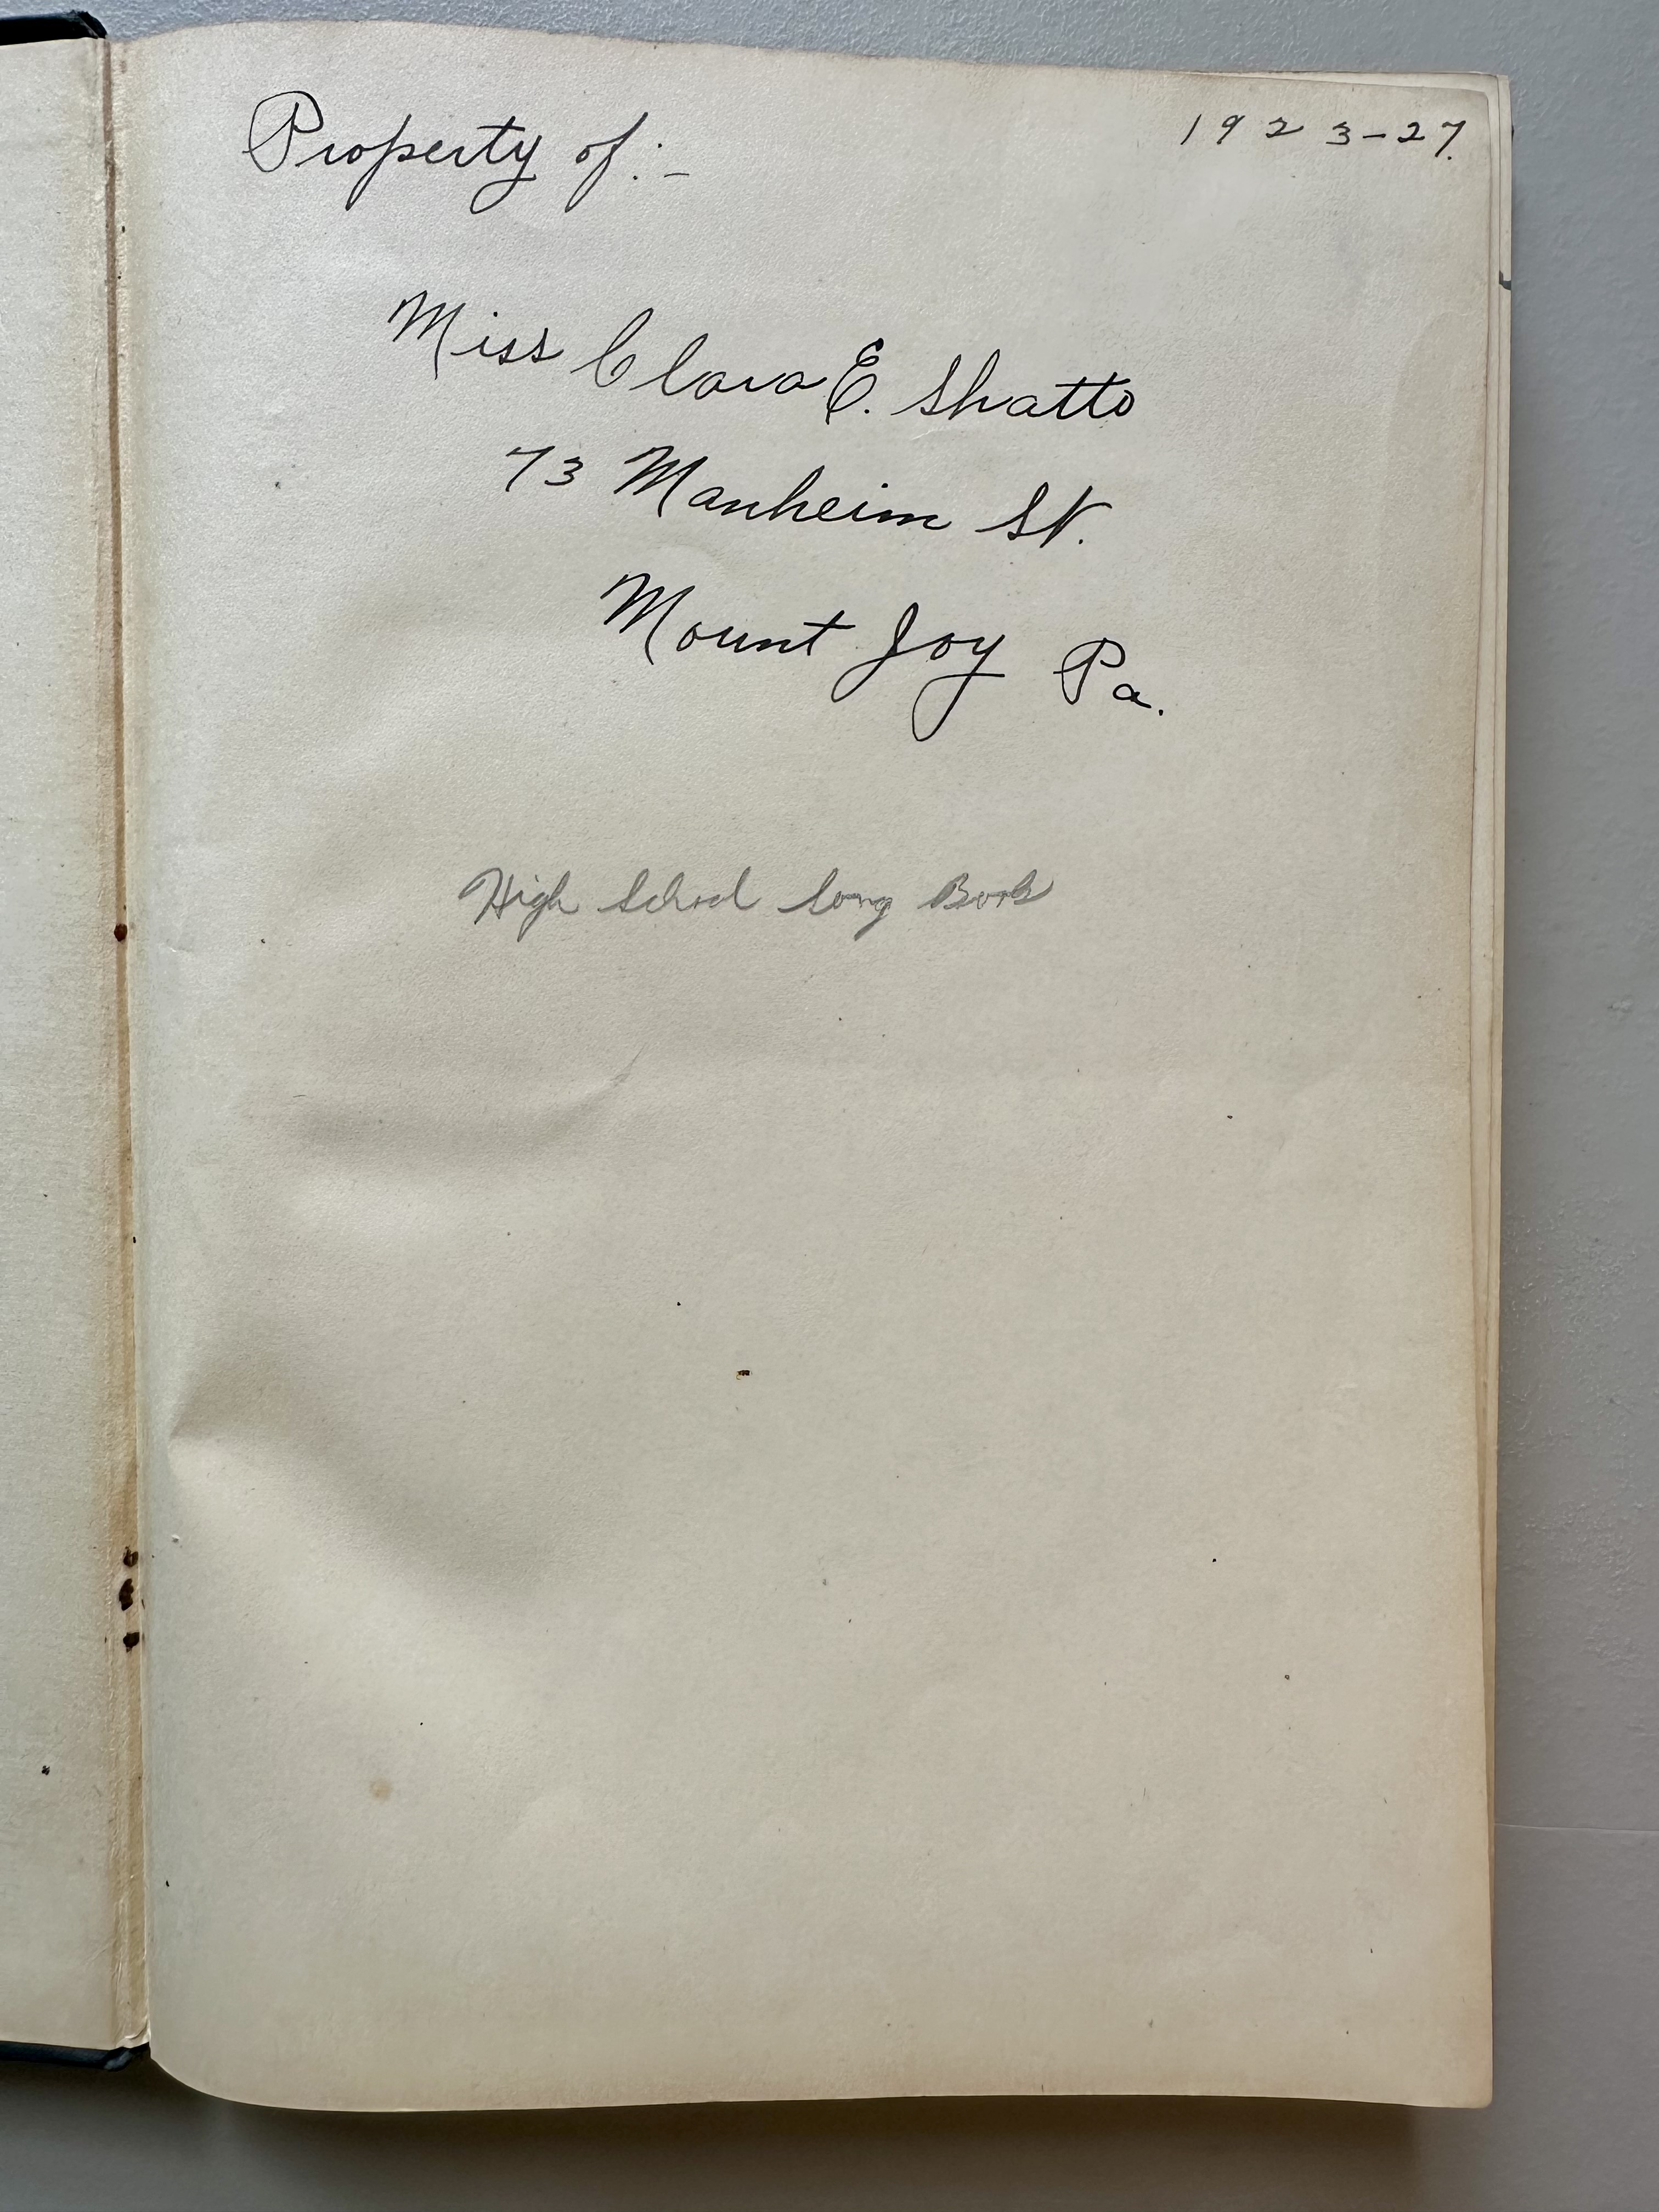 Property of:-
1923-27.
Miss Clara E. Shatto
73 Manheim St.
Mount Joy Pa.
High School Song Book